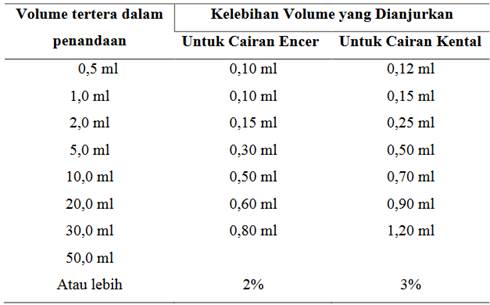 Volume tertera dalam penandaan Kelebihan Volume yang Dianjurkan
Untuk Cairan Encer Untuk Cairan Kental
0,5 ml 0,10 ml 0,12 ml
1,0 ml 0,10 ml 0,15 ml
2,0 ml 0,15 ml 0,25 ml
5,0 ml 0,30 ml 0,50 ml
10,0 ml 0,50 ml 0,70 ml
20,0 ml 0,60 ml 0,90 ml
30,0 ml 0,80 ml 1,20 ml
50,0 ml
Atau lebih 2% 3%